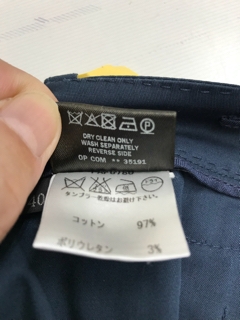 DRY CLEAN ONLY
WASH SEPARATELY
REVERSE SIDE
OP COM ** 35191
タンブラー乾燥はお避け下さい
コットン 97%
ポリウレタン 3%